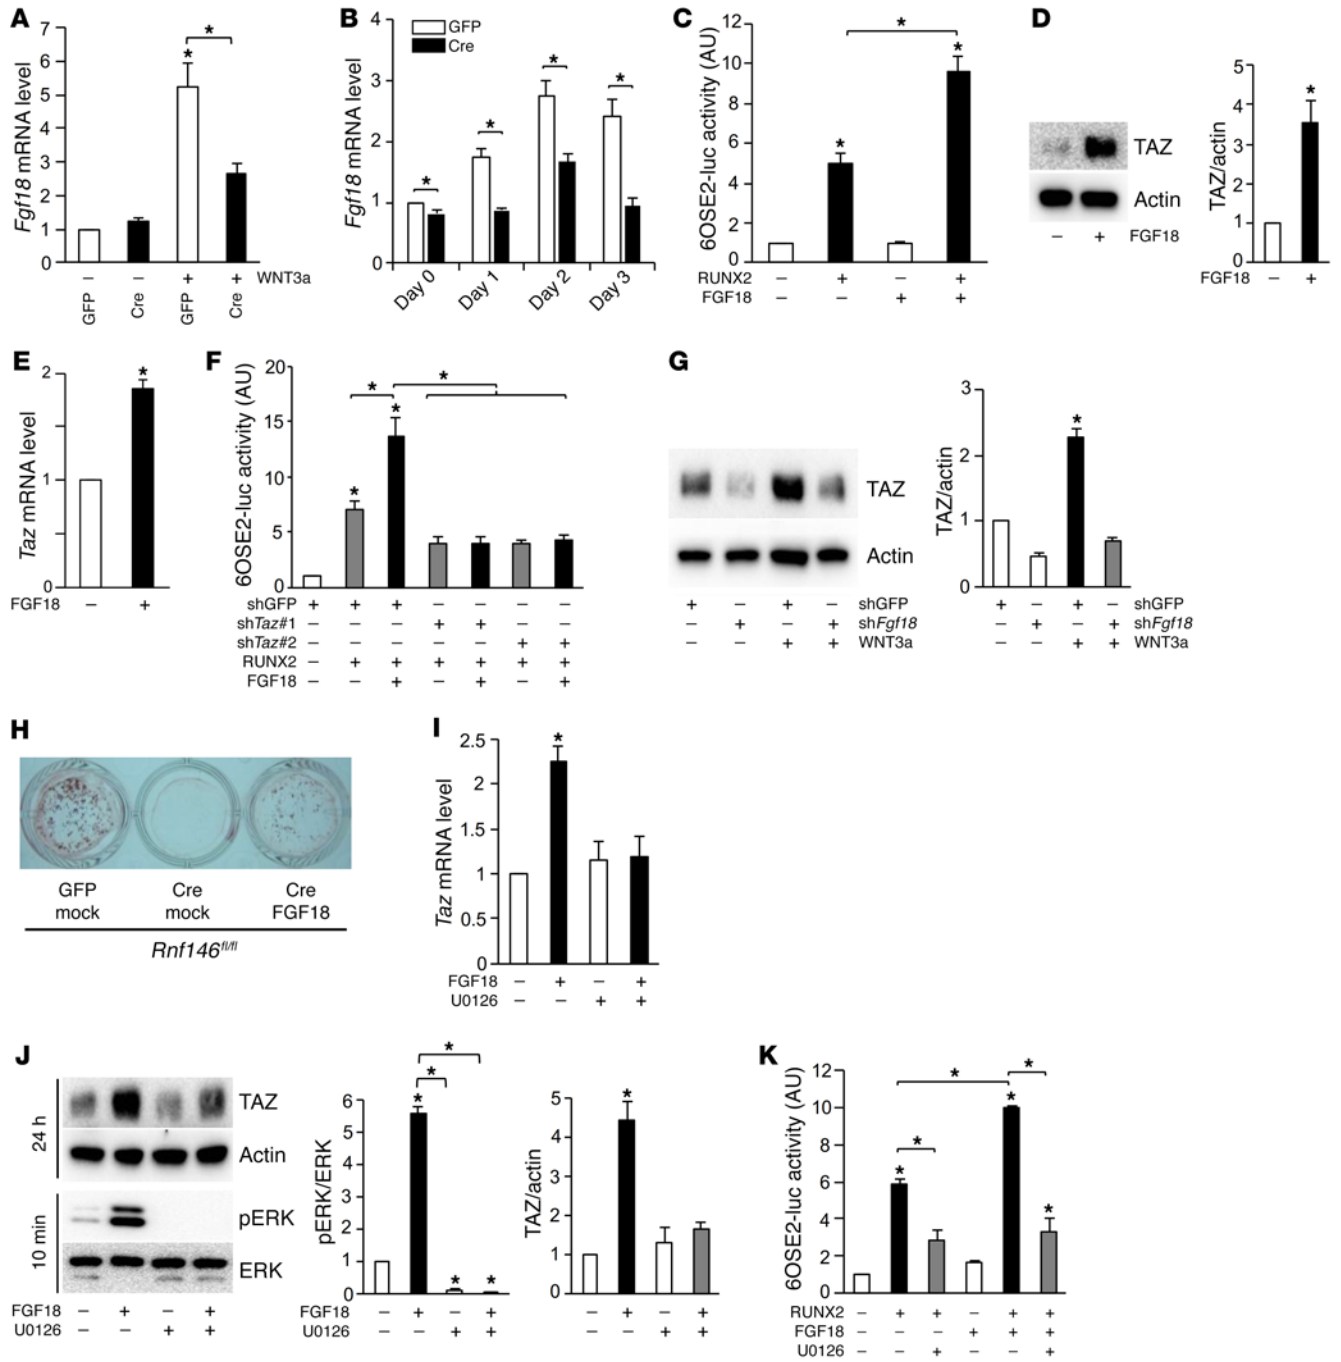 A
Fgf18 mRNA level
7
6
5
4
3
2
1
0
*
*
– – + + WNT3a
GFP Cre GFP Cre
B
Fgf18 mRNA level
4
3
2
1
0
GFP
Cre
* * * *
Day 0 Day 1 Day 2 Day 3
C
6OSE2-luc activity (AU)
12
10
8
6
4
2
0
*
* *
RUNX2 – + – +
FGF18 – – + +
D
TAZ
Actin
– + FGF18
TAZ/actin
5
4
3
2
1
0
*
FGF18 – +
E
Taz mRNA level
2
1
0
*
FGF18 – +
F
6OSE2-luc activity (AU)
20
15
10
5
0
* *
* *
shGFP + + + – – – –
shTaz#1 – – – + + – –
shTaz#2 – – – – – + +
RUNX2 – + + + + + +
FGF18 – – + – + – +
G
TAZ
Actin
+ – + – shGFP
– + – + shFgf18
– – + + WNT3a
TAZ/actin
3
2
1
0
*
+ – + – shGFP
– + – + shFgf18
– – + + WNT3a
H
GFP mock
Cre mock
Cre FGF18
Rnf146fl/fl
I
Taz mRNA level
2.5
2
1.5
1
0.5
0
*
FGF18 – + – +
U0126 – – + +
J
24 h
TAZ
Actin
10 min
pERK
ERK
FGF18 – + – +
U0126 – – + +
pERK/ERK
6
5
4
3
2
1
0
*
*
* * *
FGF18 – + – +
U0126 – – + +
TAZ/actin
5
4
3
2
1
0
*
– + – +
– – + +
K
6OSE2-luc activity (AU)
12
10
8
6
4
2
0
* *
* * * *
RUNX2 – + + – + +
FGF18 – – – + + +
U0126 – – + – – +